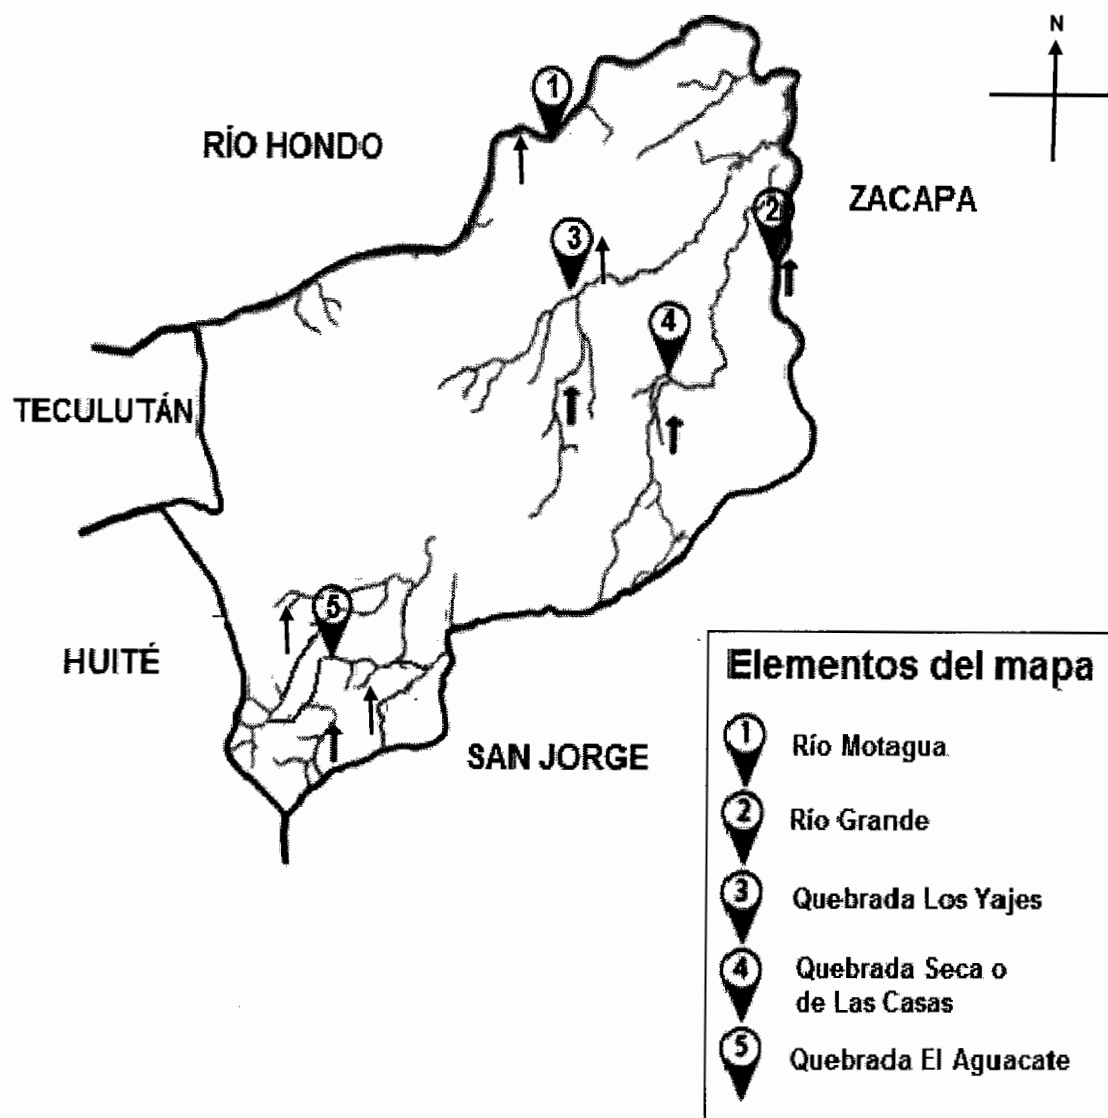 N
1
RÍO HONDO
ZACAPA
2
3
4
TECULUTÁN
5
HUITÉ
SAN JORGE
Elementos del mapa
1 Río Motagua
2 Río Grande
3 Quebrada Los Yajes
4 Quebrada Seca o
de Las Casas
5 Quebrada El Aguacate